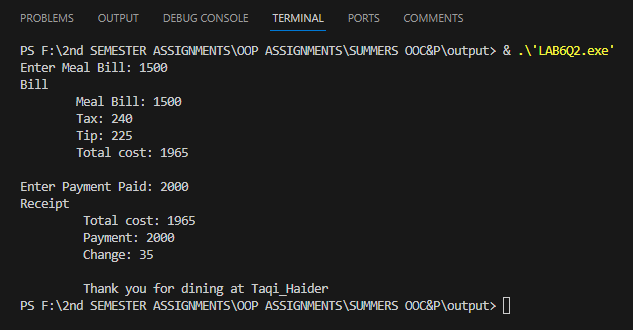 PROBLEMS OUTPUT DEBUG CONSOLE TERMINAL PORTS COMMENTS
PS F:\2nd SEMESTER ASSIGNMENTS\OOP ASSIGNMENTS\SUMMERS OOC&P\output> & .\'LAB6Q2.exe'
Enter Meal Bill: 1500
Bill
Meal Bill: 1500
Tax: 240
Tip: 225
Total cost: 1965
Enter Payment Paid: 2000
Receipt
Total cost: 1965
Payment: 2000
Change: 35
Thank you for dining at Taqi_Haider
PS F:\2nd SEMESTER ASSIGNMENTS\OOP ASSIGNMENTS\SUMMERS OOC&P\output>